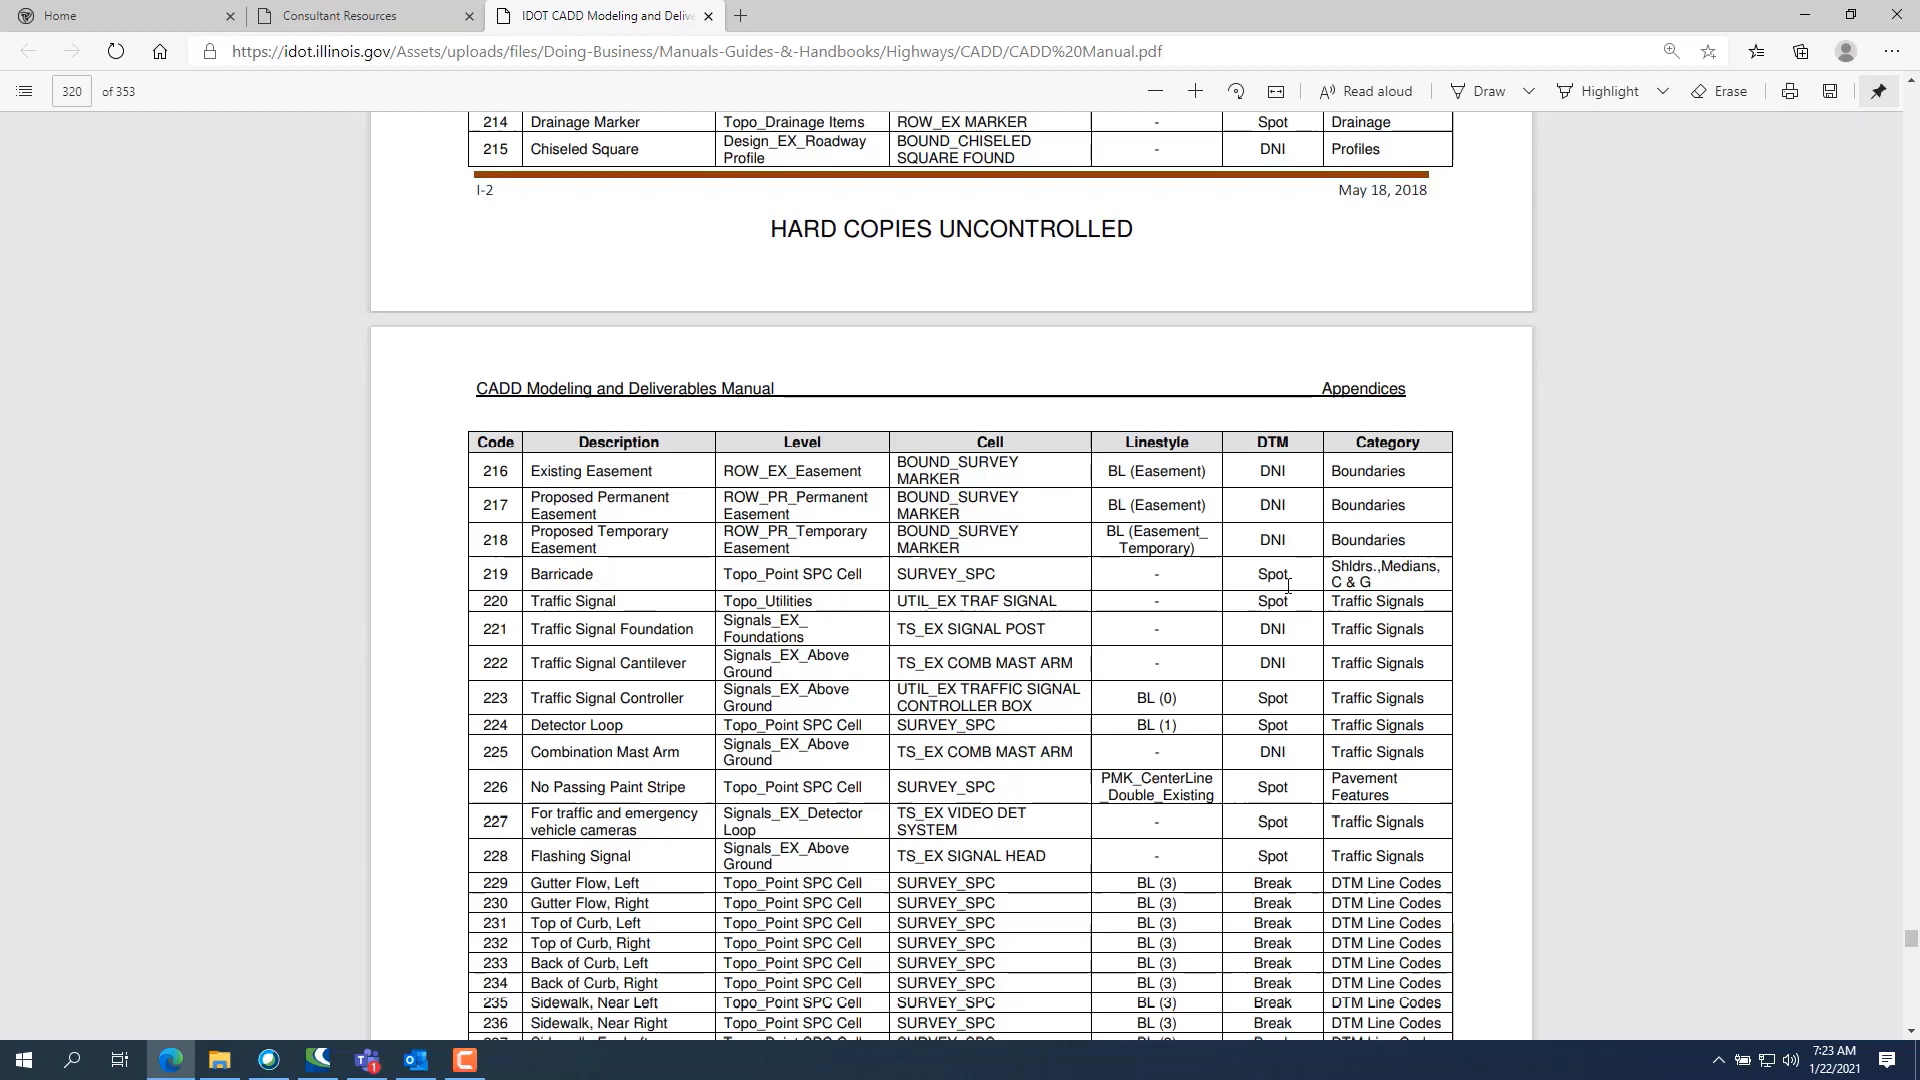 Home
Consultant Resources
IDOT CADD Modeling and Delive
https://idot.illinois.gov/Assets/uploads/files/Doing-Business/Manuals-Guides-&-Handbooks/Highways/CADD/CADD%20Manual.pdf
320 of 353
Read aloud Draw Highlight Erase
214 Drainage Marker Topo_Drainage Items ROW_EX MARKER - Spot Drainage
215 Chiseled Square Design_EX_Roadway Profile BOUND_CHISELED SQUARE FOUND - DNI Profiles
I-2 May 18, 2018
HARD COPIES UNCONTROLLED
CADD Modeling and Deliverables Manual Appendices
Code Description Level Cell Linestyle DTM Category
216 Existing Easement ROW_EX_Easement BOUND_SURVEY MARKER BL (Easement) DNI Boundaries
217 Proposed Permanent Easement ROW_PR_Permanent Easement BOUND_SURVEY MARKER BL (Easement) DNI Boundaries
218 Proposed Temporary Easement ROW_PR_Temporary Easement BOUND_SURVEY MARKER BL (Easement_ Temporary) DNI Boundaries
219 Barricade Topo_Point SPC Cell SURVEY_SPC - Spot Shldrs.,Medians, C & G
220 Traffic Signal Topo_Utilities UTIL_EX TRAF SIGNAL - Spot Traffic Signals
221 Traffic Signal Foundation Signals_EX_ Foundations TS_EX SIGNAL POST - DNI Traffic Signals
222 Traffic Signal Cantilever Signals_EX_Above Ground TS_EX COMB MAST ARM - DNI Traffic Signals
223 Traffic Signal Controller Signals_EX_Above Ground UTIL_EX TRAFFIC SIGNAL CONTROLLER BOX BL (0) Spot Traffic Signals
224 Detector Loop Topo_Point SPC Cell SURVEY_SPC BL (1) Spot Traffic Signals
225 Combination Mast Arm Signals_EX_Above Ground TS_EX COMB MAST ARM - DNI Traffic Signals
226 No Passing Paint Stripe Topo_Point SPC Cell SURVEY_SPC PMK_CenterLine _Double_Existing Spot Pavement Features
227 For traffic and emergency vehicle cameras Signals_EX_Detector Loop TS_EX VIDEO DET SYSTEM - Spot Traffic Signals
228 Flashing Signal Signals_EX_Above Ground TS_EX SIGNAL HEAD - Spot Traffic Signals
229 Gutter Flow, Left Topo_Point SPC Cell SURVEY_SPC BL (3) Break DTM Line Codes
230 Gutter Flow, Right Topo_Point SPC Cell SURVEY_SPC BL (3) Break DTM Line Codes
231 Top of Curb, Left Topo_Point SPC Cell SURVEY_SPC BL (3) Break DTM Line Codes
232 Top of Curb, Right Topo_Point SPC Cell SURVEY_SPC BL (3) Break DTM Line Codes
233 Back of Curb, Left Topo_Point SPC Cell SURVEY_SPC BL (3) Break DTM Line Codes
234 Back of Curb, Right Topo_Point SPC Cell SURVEY_SPC BL (3) Break DTM Line Codes
235 Sidewalk, Near Left Topo_Point SPC Cell SURVEY_SPC BL (3) Break DTM Line Codes
236 Sidewalk, Near Right Topo_Point SPC Cell SURVEY_SPC BL (3) Break DTM Line Codes
7:23 AM
1/22/2021